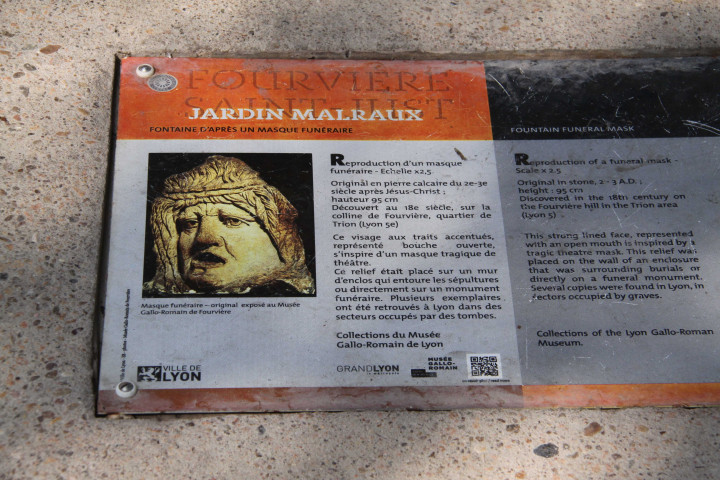 FOURVIÈRE
SAINT-JUST
JARDIN MALRAUX
FONTAINE D'APRÈS UN MASQUE FUNÉRAIRE
Reproduction d'un masque
funéraire - Echelle x2,5
Original en pierre calcaire du 2e-3e
siècle après Jésus-Christ ;
hauteur 95 cm
Découvert au 18e siècle, sur la
colline de Fourvière, quartier de
Trion (Lyon 5e)
Ce visage aux traits accentués,
représenté bouche ouverte,
s'inspire d'un masque tragique de
théâtre.
Ce relief était placé sur un mur
d'enclos qui entoure les sépultures
ou directement sur un monument
funéraire. Plusieurs exemplaires
ont été retrouvés à Lyon dans des
secteurs occupés par des tombes.
Collections du Musée
Gallo-Romain de Lyon
Masque funéraire – original exposé au Musée
Gallo-Romain de Fourvière
VILLE DE
LYON
GRANDLYON
MUSÉE
GALLO-
ROMAIN
FOUNTAIN FUNERAL MASK
Reproduction of a funeral mask -
Scale x 2.5
Original in stone, 2 - 3 A.D. ;
height : 95 cm
Discovered in the 18th century on
the Fourvière hill in the Trion area
(Lyon 5)
This strong lined face, represented
with an open mouth is inspired by a
tragic theatre mask. This relief was
placed on the wall of an enclosure
that was surrounding burials or
directly on a funeral monument.
Several copies were found in Lyon, in
sectors occupied by graves.
Collections of the Lyon Gallo-Roman
Museum.